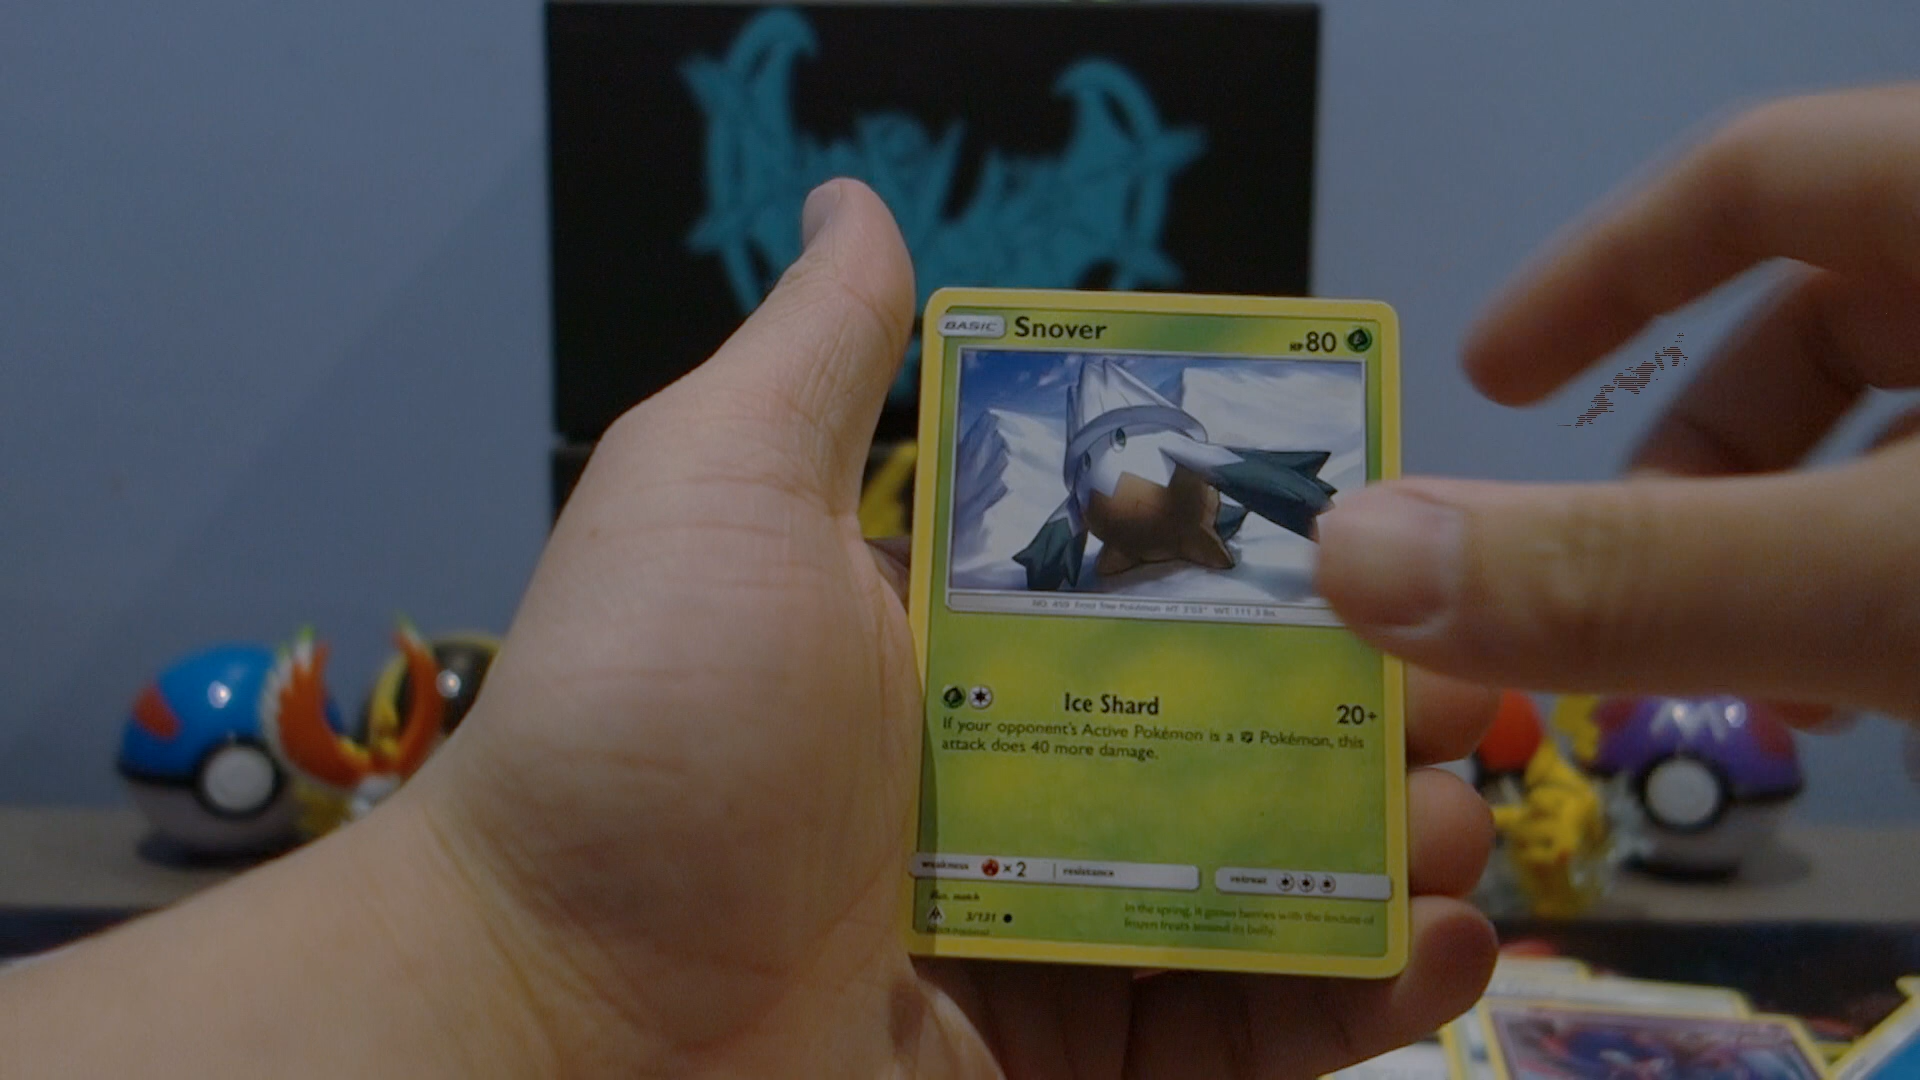 BASIC Snover HP 80
NO. 459 Frost Tree Pokémon HT: 3'03" WT: 111.3 lbs.
Ice Shard 20+
If your opponent's Active Pokémon is a Pokémon, this
attack does 40 more damage.
weakness ×2 resistance retreat
Illus. match
3/131
In the spring, it grows berries with the texture of
frozen treats around its belly.